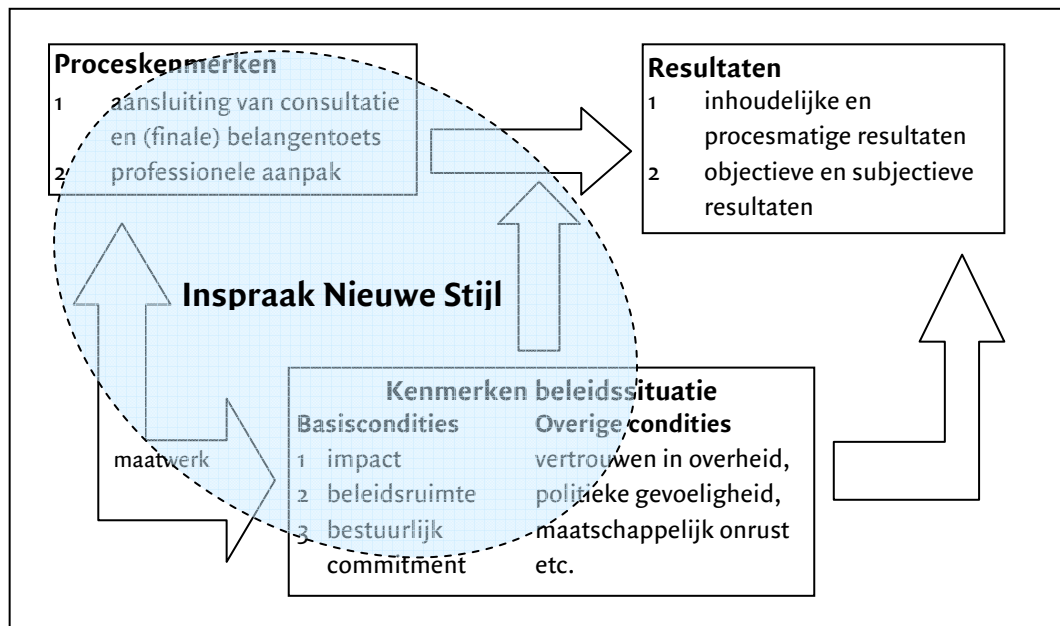 Proceskenmerken
1 aansluiting van consultatie
en (finale) belangentoets
2 professionele aanpak
Resultaten
1 inhoudelijke en
procesmatige resultaten
2 objectieve en subjectieve
resultaten
Inspraak Nieuwe Stijl
maatwerk
Kenmerken beleidssituatie
Basiscondities
1 impact
2 beleidsruimte
3 bestuurlijk
commitment
Overige condities
vertrouwen in overheid,
politieke gevoeligheid,
maatschappelijk onrust
etc.